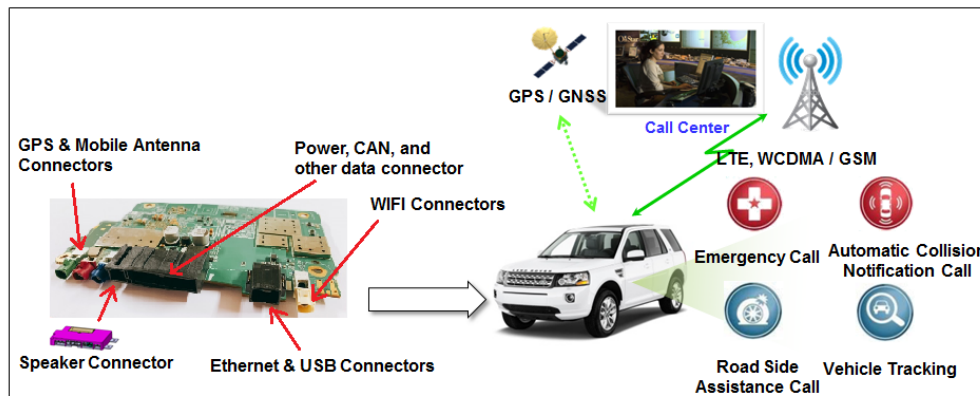 GPS / GNSS
OnStar
Call Center
LTE, WCDMA / GSM
GPS & Mobile Antenna
Connectors
Power, CAN, and
other data connector
WIFI Connectors
Speaker Connector
Ethernet & USB Connectors
Emergency Call
Automatic Collision
Notification Call
Road Side
Assistance Call
Vehicle Tracking